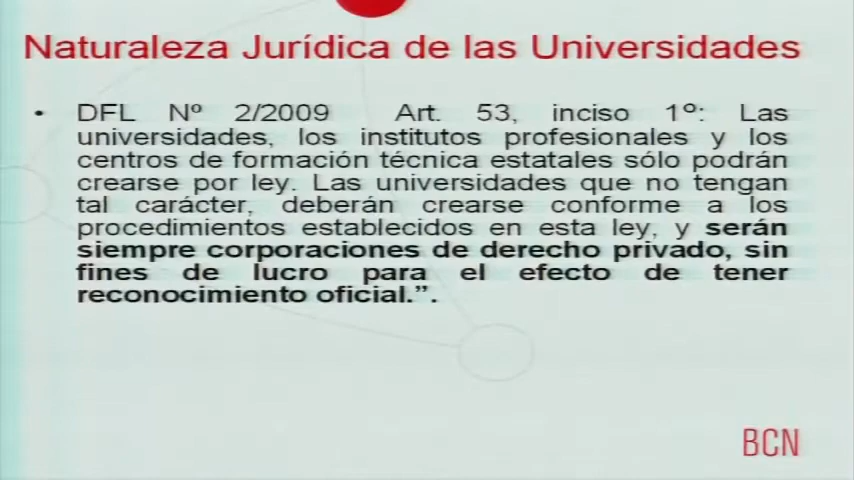 Naturaleza Jurídica de las Universidades
• DFL Nº 2/2009 Art. 53, inciso 1º: Las
universidades, los institutos profesionales y los
centros de formación técnica estatales sólo podrán
crearse por ley. Las universidades que no tengan
tal carácter, deberán crearse conforme a los
procedimientos establecidos en esta ley, y serán
siempre corporaciones de derecho privado, sin
fines de lucro para el efecto de tener
reconocimiento oficial.”.
BCN